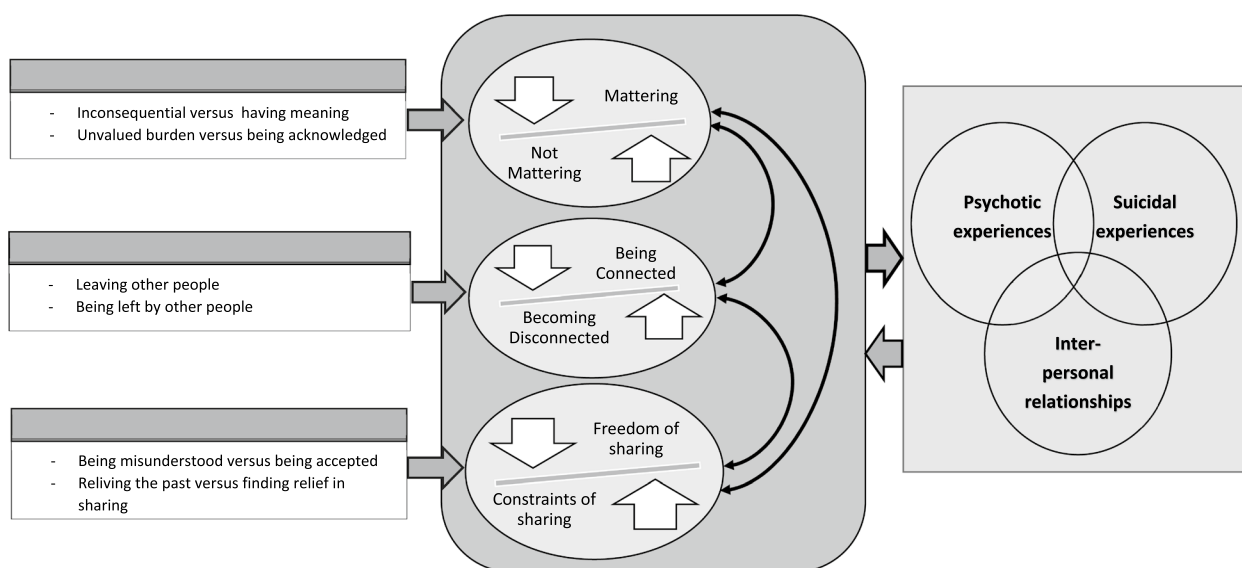 - Inconsequential versus having meaning
- Unvalued burden versus being acknowledged
- Leaving other people
- Being left by other people
- Being misunderstood versus being accepted
- Reliving the past versus finding relief in
sharing
Mattering
Not
Mattering
Being
Connected
Becoming
Disconnected
Freedom of
sharing
Constraints of
sharing
Psychotic
experiences
Suicidal
experiences
Inter-
personal
relationships